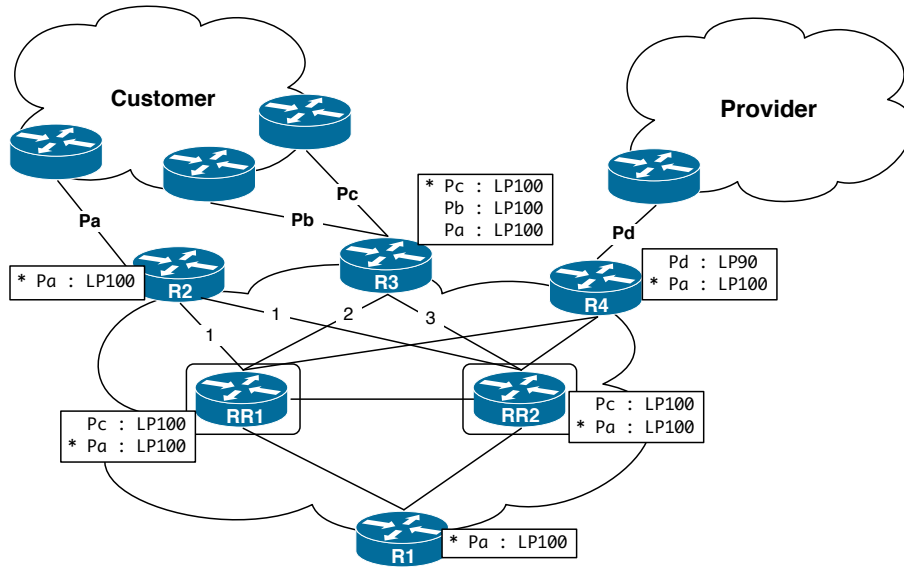 Customer
Provider
Pa
Pb
Pc
Pd
* Pc : LP100
Pb : LP100
Pa : LP100
* Pa : LP100
R2
R3
Pd : LP90
* Pa : LP100
R4
1
1
2
3
RR1
RR2
Pc : LP100
* Pa : LP100
Pc : LP100
* Pa : LP100
R1
* Pa : LP100